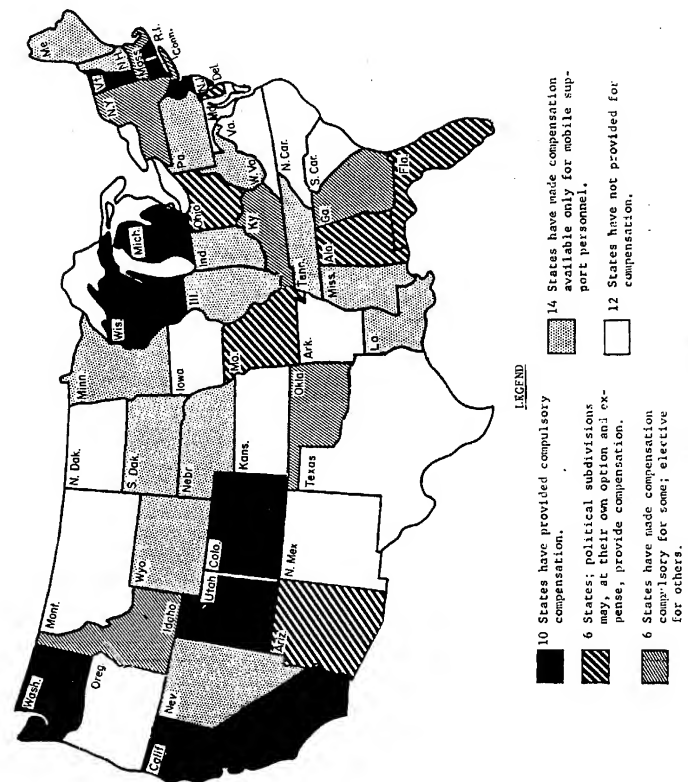 Wash.
Oreg.
Calif
Nev
Idaho
Mont.
Wyo.
Utah
Colo.
Ariz
N. Mex
N. Dak.
S. Dak.
Nebr
Kans.
Okla
Texas
Minn.
Iowa
Mo.
Ark.
La.
Wis.
Ill.
Mich.
Ind
Ohio
Ky.
Tenn.
Miss.
Ala
Ga.
Fla.
S. Car.
N. Car.
Va.
W. Va.
Pa.
N.Y
Vt
N.H.
Me
Mass
R.I.
Conn.
N.J
Del.
LEGEND
10 States have provided compulsory
compensation.
6 States; political subdivisions
may, at their own option and ex-
pense, provide compensation.
6 States have made compensation
compulsory for some; elective
for others.
14 States have made compensation
available only for mobile sup-
port personnel.
12 States have not provided for
compensation.